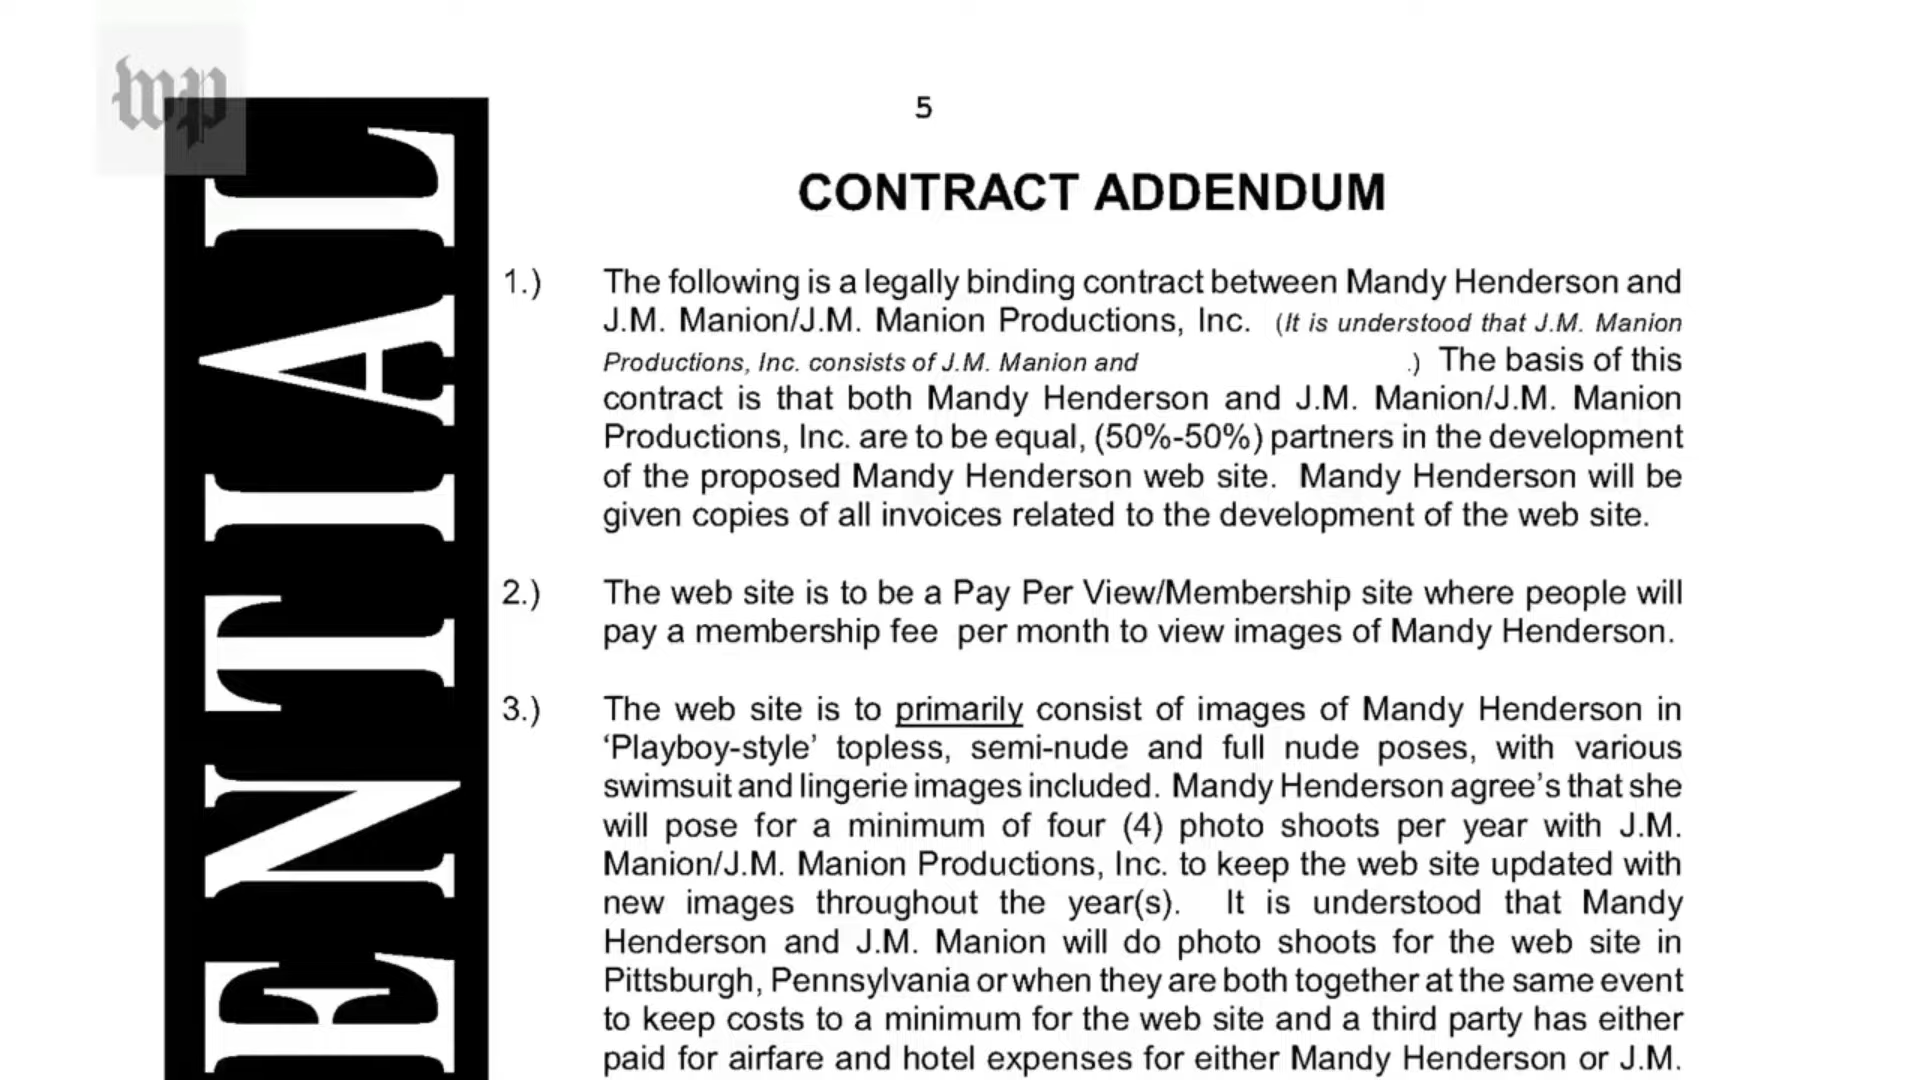 wp
5
CONTRACT ADDENDUM
1.) The following is a legally binding contract between Mandy Henderson and
J.M. Manion/J.M. Manion Productions, Inc. (It is understood that J.M. Manion
Productions, Inc. consists of J.M. Manion and .) The basis of this
contract is that both Mandy Henderson and J.M. Manion/J.M. Manion
Productions, Inc. are to be equal, (50%-50%) partners in the development
of the proposed Mandy Henderson web site. Mandy Henderson will be
given copies of all invoices related to the development of the web site.
2.) The web site is to be a Pay Per View/Membership site where people will
pay a membership fee per month to view images of Mandy Henderson.
3.) The web site is to primarily consist of images of Mandy Henderson in
‘Playboy-style’ topless, semi-nude and full nude poses, with various
swimsuit and lingerie images included. Mandy Henderson agree’s that she
will pose for a minimum of four (4) photo shoots per year with J.M.
Manion/J.M. Manion Productions, Inc. to keep the web site updated with
new images throughout the year(s). It is understood that Mandy
Henderson and J.M. Manion will do photo shoots for the web site in
Pittsburgh, Pennsylvania or when they are both together at the same event
to keep costs to a minimum for the web site and a third party has either
paid for airfare and hotel expenses for either Mandy Henderson or J.M.
ENTIAL